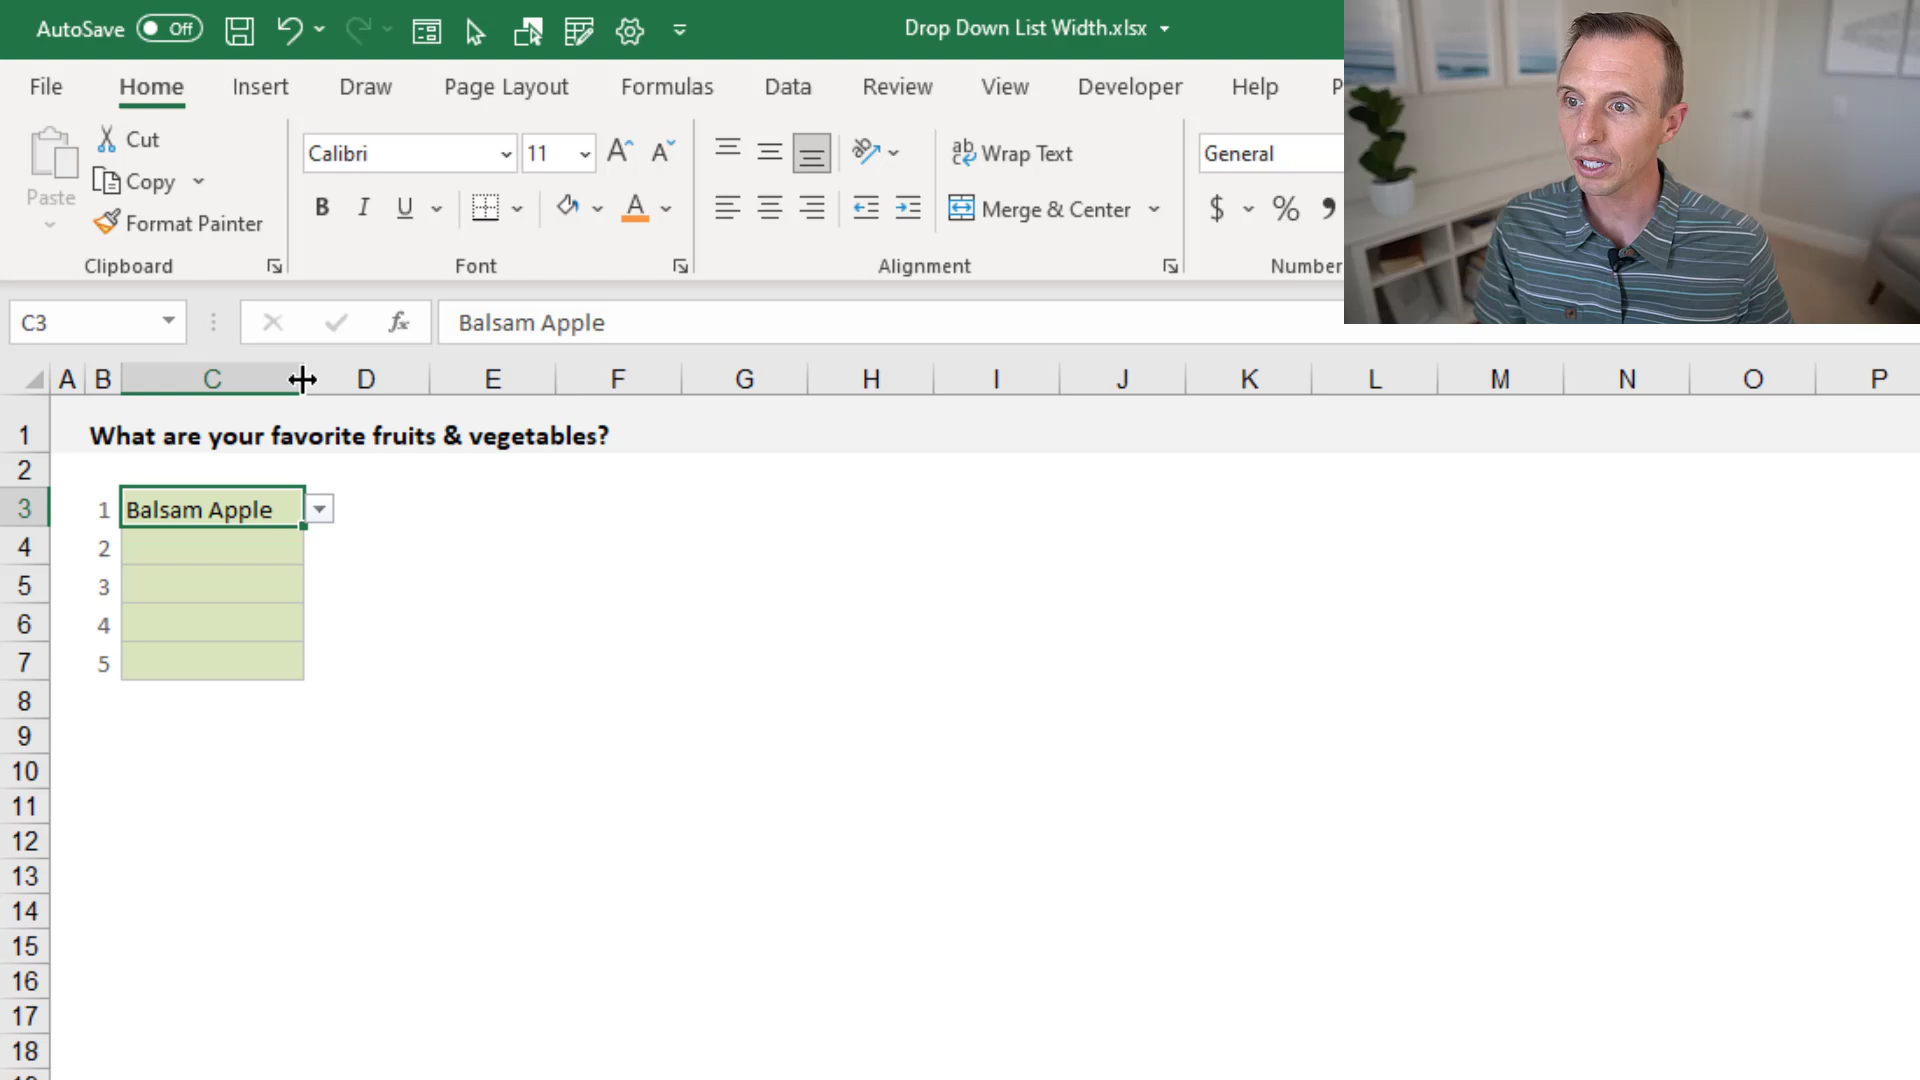 AutoSave Off Drop Down List Width.xlsx
File Home Insert Draw Page Layout Formulas Data Review View Developer Help P
Cut
Calibri 11 Wrap Text General
Paste Copy
B I U Merge & Center $ % ,
Format Painter
Clipboard Font Alignment Number
C3 fx Balsam Apple
A B C D E F G H I J K L M N O P
1 What are your favorite fruits & vegetables?
2
3 1 Balsam Apple
4 2
5 3
6 4
7 5
8
9
10
11
12
13
14
15
16
17
18